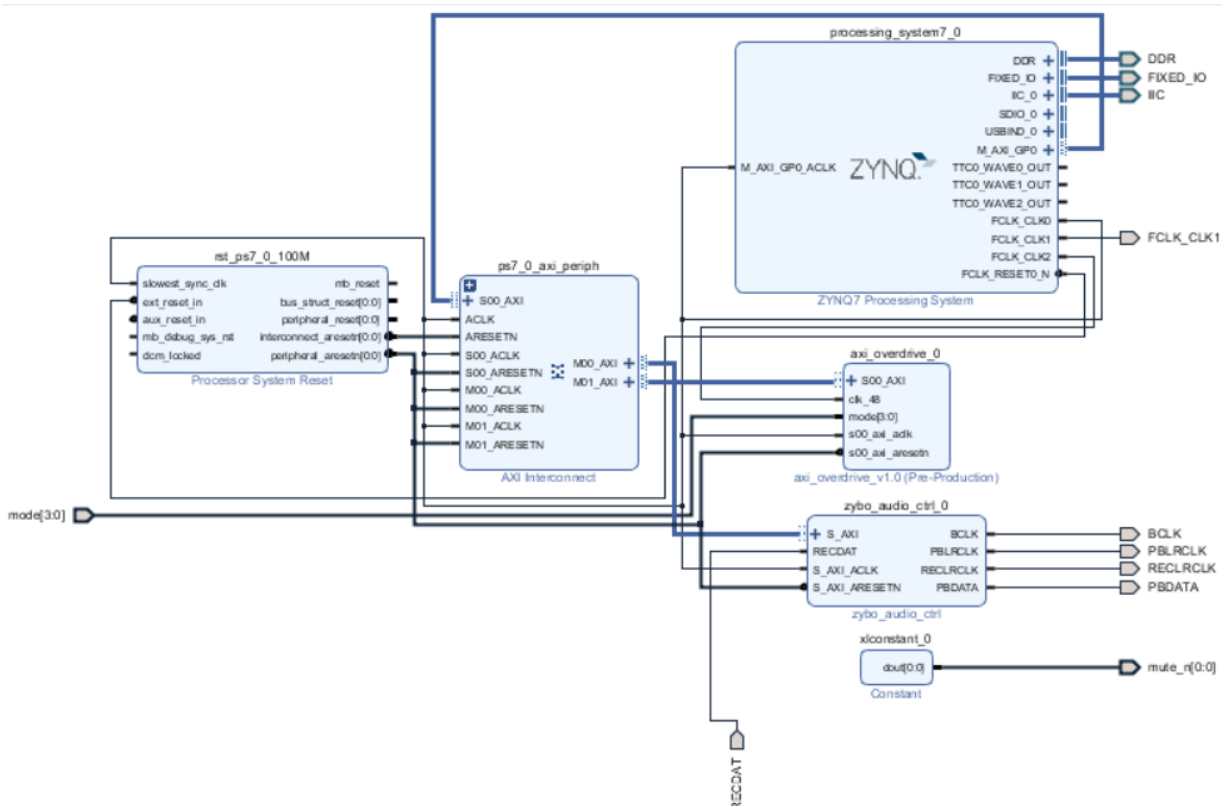 processing_system7_0
DDR
FIXED_IO
IIC_0
SDIO_0
USBIND_0
M_AXI_GP0
TTC0_WAVE0_OUT
TTC0_WAVE1_OUT
TTC0_WAVE2_OUT
FCLK_CLK0
FCLK_CLK1
FCLK_CLK2
FCLK_RESET0_N
M_AXI_GP0_ACLK
ZYNQ.
ZYNQ7 Processing System
DDR
FIXED_IO
IIC
FCLK_CLK1
rst_ps7_0_100M
slowest_sync_clk
ext_reset_in
aux_reset_in
mb_debug_sys_rst
dcm_locked
mb_reset
bus_struct_reset[0:0]
peripheral_reset[0:0]
interconnect_aresetn[0:0]
peripheral_aresetn[0:0]
Processor System Reset
ps7_0_axi_periph
S00_AXI
ACLK
ARESETN
S00_ACLK
S00_ARESETN
M00_ACLK
M00_ARESETN
M01_ACLK
M01_ARESETN
M00_AXI
M01_AXI
AXI Interconnect
axi_overdrive_0
S00_AXI
clk_48
mode[3:0]
s00_axi_aclk
s00_axi_aresetn
axi_overdrive_v1.0 (Pre-Production)
mode[3:0]
zybo_audio_ctrl_0
S_AXI
RECDAT
S_AXI_ACLK
S_AXI_ARESETN
BCLK
PBLRCLK
RECLRCLK
PBDATA
zybo_audio_ctrl
BCLK
PBLRCLK
RECLRCLK
PBDATA
xlconstant_0
dout[0:0]
Constant
mute_n[0:0]
RECDAT